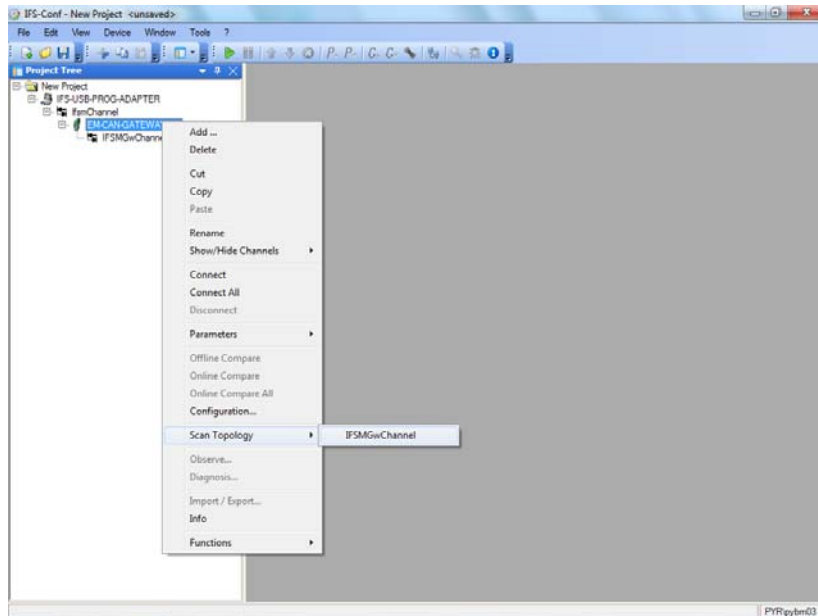 IFS-Conf - New Project <unsaved>
File Edit View Device Window Tools ?
P.. P.. G.. G..
Project Tree
New Project
IFS-USB-PROG-ADAPTER
IfsmChannel
EM-CAN-GATEWA
IFSMGwChanne
Add ...
Delete
Cut
Copy
Paste
Rename
Show/Hide Channels
Connect
Connect All
Disconnect
Parameters
Offline Compare
Online Compare
Online Compare All
Configuration...
Scan Topology
IFSMGwChannel
Observe...
Diagnosis...
Import / Export...
Info
Functions
PYR\pybm03